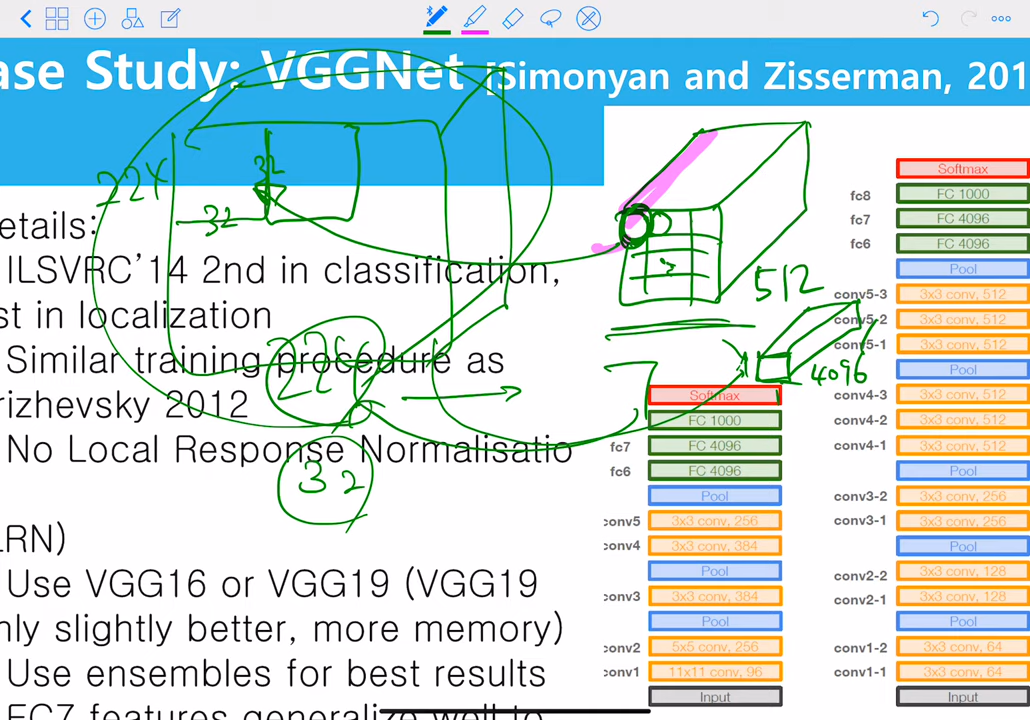 ase Study: VGGNet [Simonyan and Zisserman, 201
etails:
ILSVRC’14 2nd in classification,
st in localization
Similar training procedure as
rizhevsky 2012
No Local Response Normalisatio
LRN)
Use VGG16 or VGG19 (VGG19
nly slightly better, more memory)
Use ensembles for best results
FC7 features generalize well to
224
32
32
224
32
512
4096
7
Softmax
FC 1000
fc7 FC 4096
fc6 FC 4096
Pool
conv5 3x3 conv, 256
conv4 3x3 conv, 384
Pool
conv3 3x3 conv, 384
Pool
conv2 5x5 conv, 256
conv1 11x11 conv, 96
Input
Softmax
fc8 FC 1000
fc7 FC 4096
fc6 FC 4096
Pool
conv5-3 3x3 conv, 512
conv5-2 3x3 conv, 512
conv5-1 3x3 conv, 512
Pool
conv4-3 3x3 conv, 512
conv4-2 3x3 conv, 512
conv4-1 3x3 conv, 512
Pool
conv3-2 3x3 conv, 256
conv3-1 3x3 conv, 256
Pool
conv2-2 3x3 conv, 128
conv2-1 3x3 conv, 128
Pool
conv1-2 3x3 conv, 64
conv1-1 3x3 conv, 64
Input